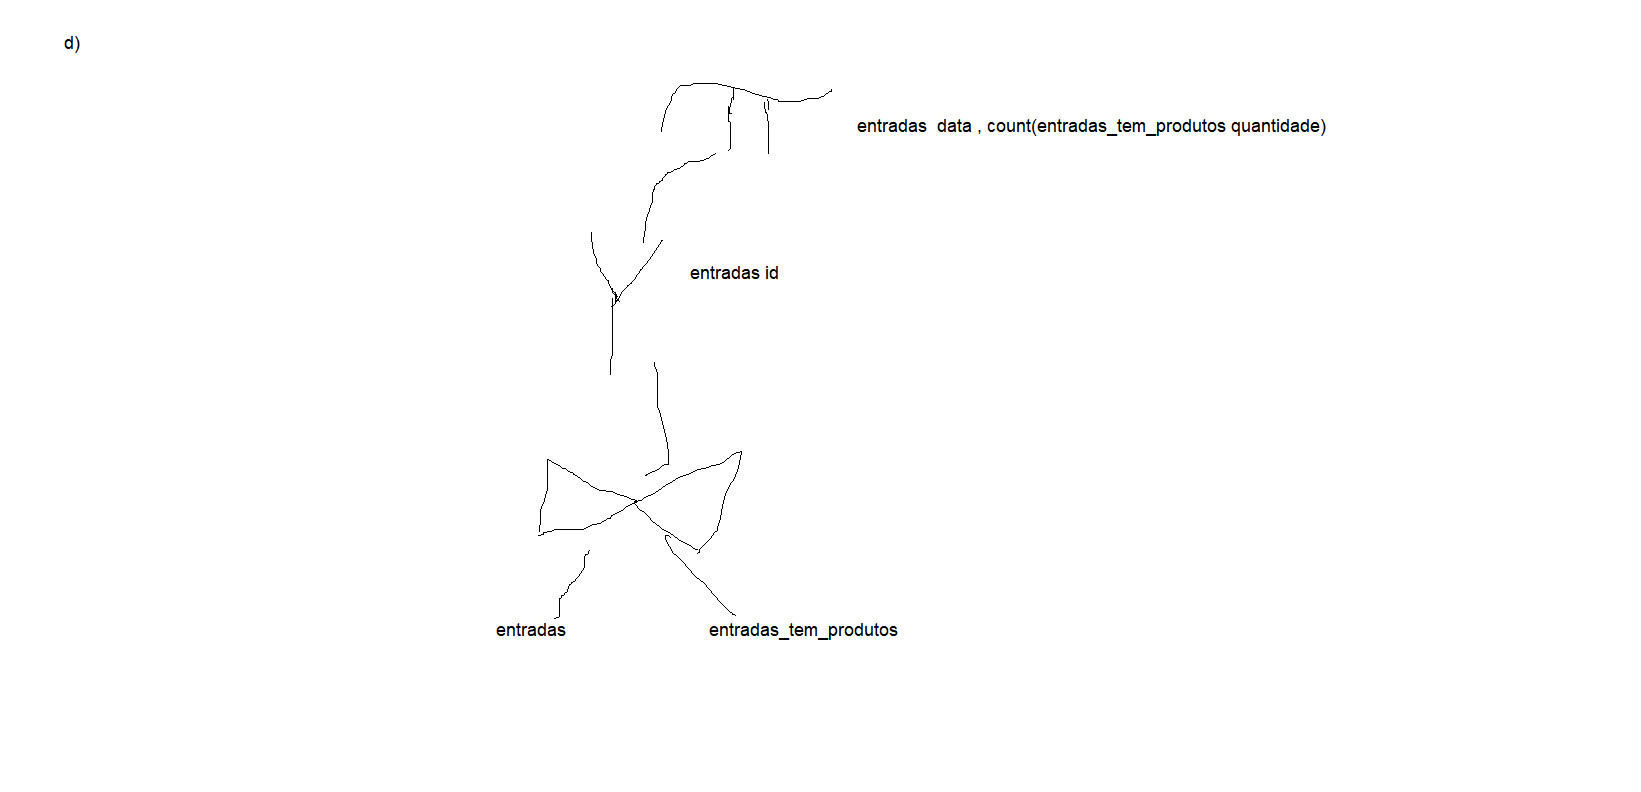 d)
entradas  data , count(entradas_tem_produtos quantidade)
entradas id
entradas
entradas_tem_produtos